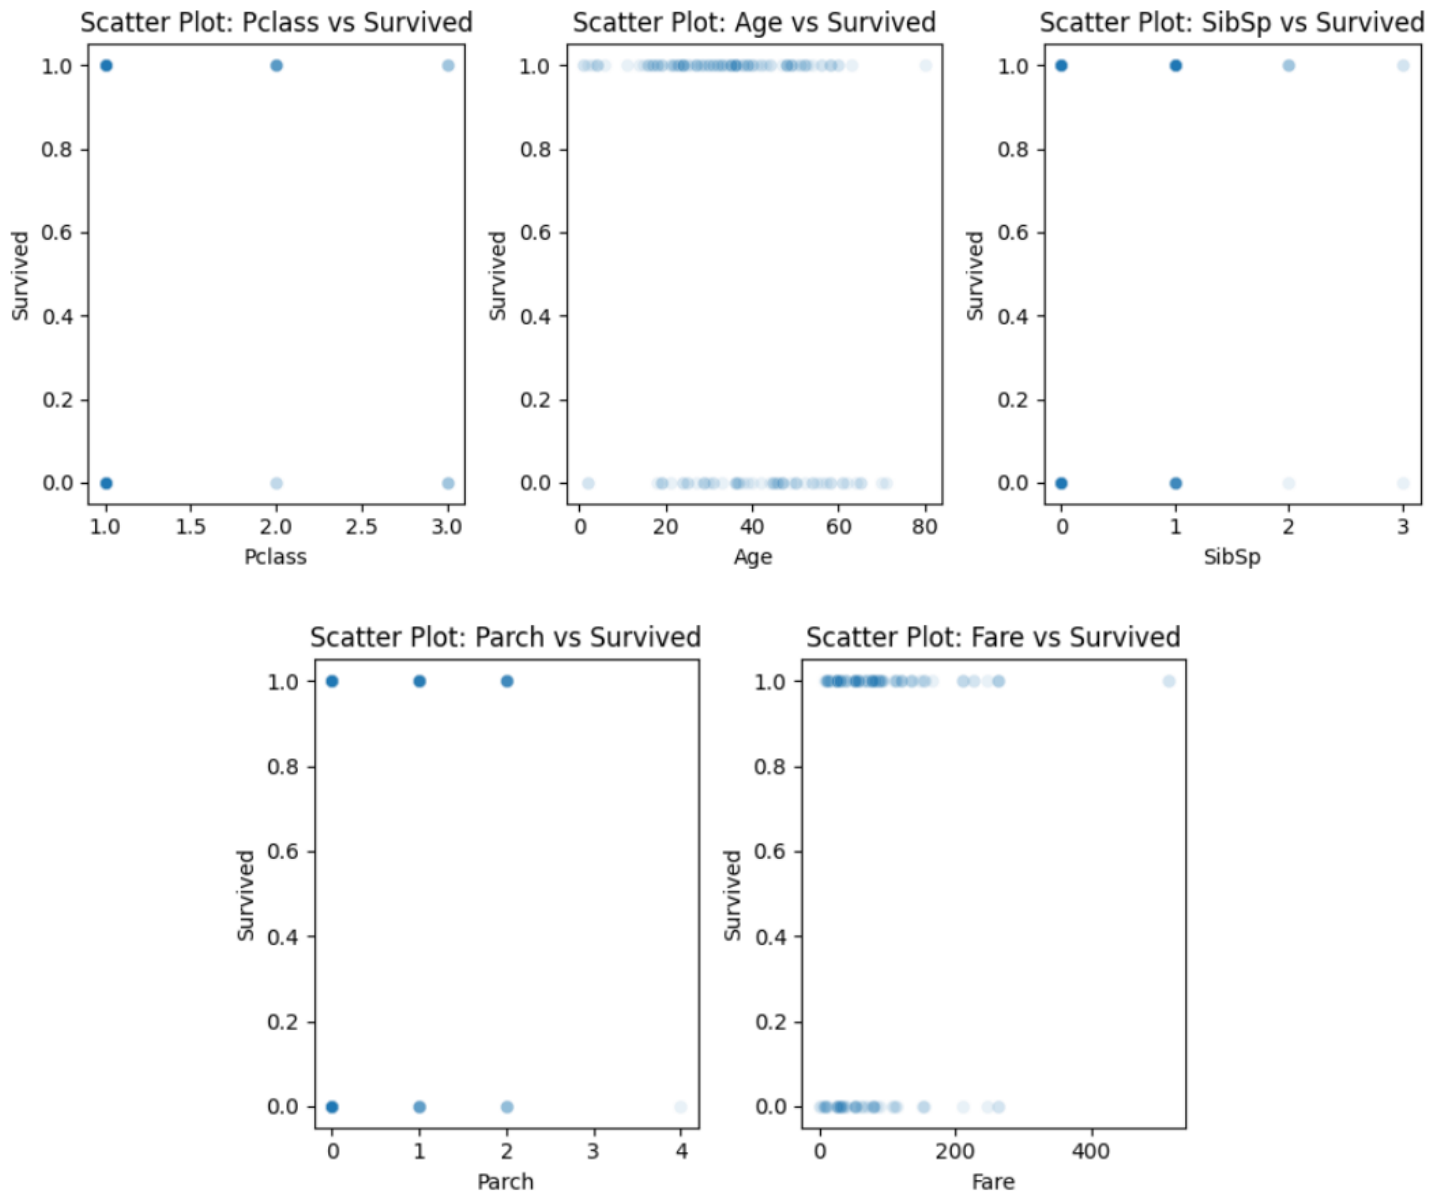 Scatter Plot: Pclass vs Survived
1.0
0.8
0.6
0.4
0.2
0.0
Survived
1.0 1.5 2.0 2.5 3.0
Pclass
Scatter Plot: Age vs Survived
1.0
0.8
0.6
0.4
0.2
0.0
Survived
0 20 40 60 80
Age
Scatter Plot: SibSp vs Survived
1.0
0.8
0.6
0.4
0.2
0.0
Survived
0 1 2 3
SibSp
Scatter Plot: Parch vs Survived
1.0
0.8
0.6
0.4
0.2
0.0
Survived
0 1 2 3 4
Parch
Scatter Plot: Fare vs Survived
1.0
0.8
0.6
0.4
0.2
0.0
Survived
0 200 400
Fare